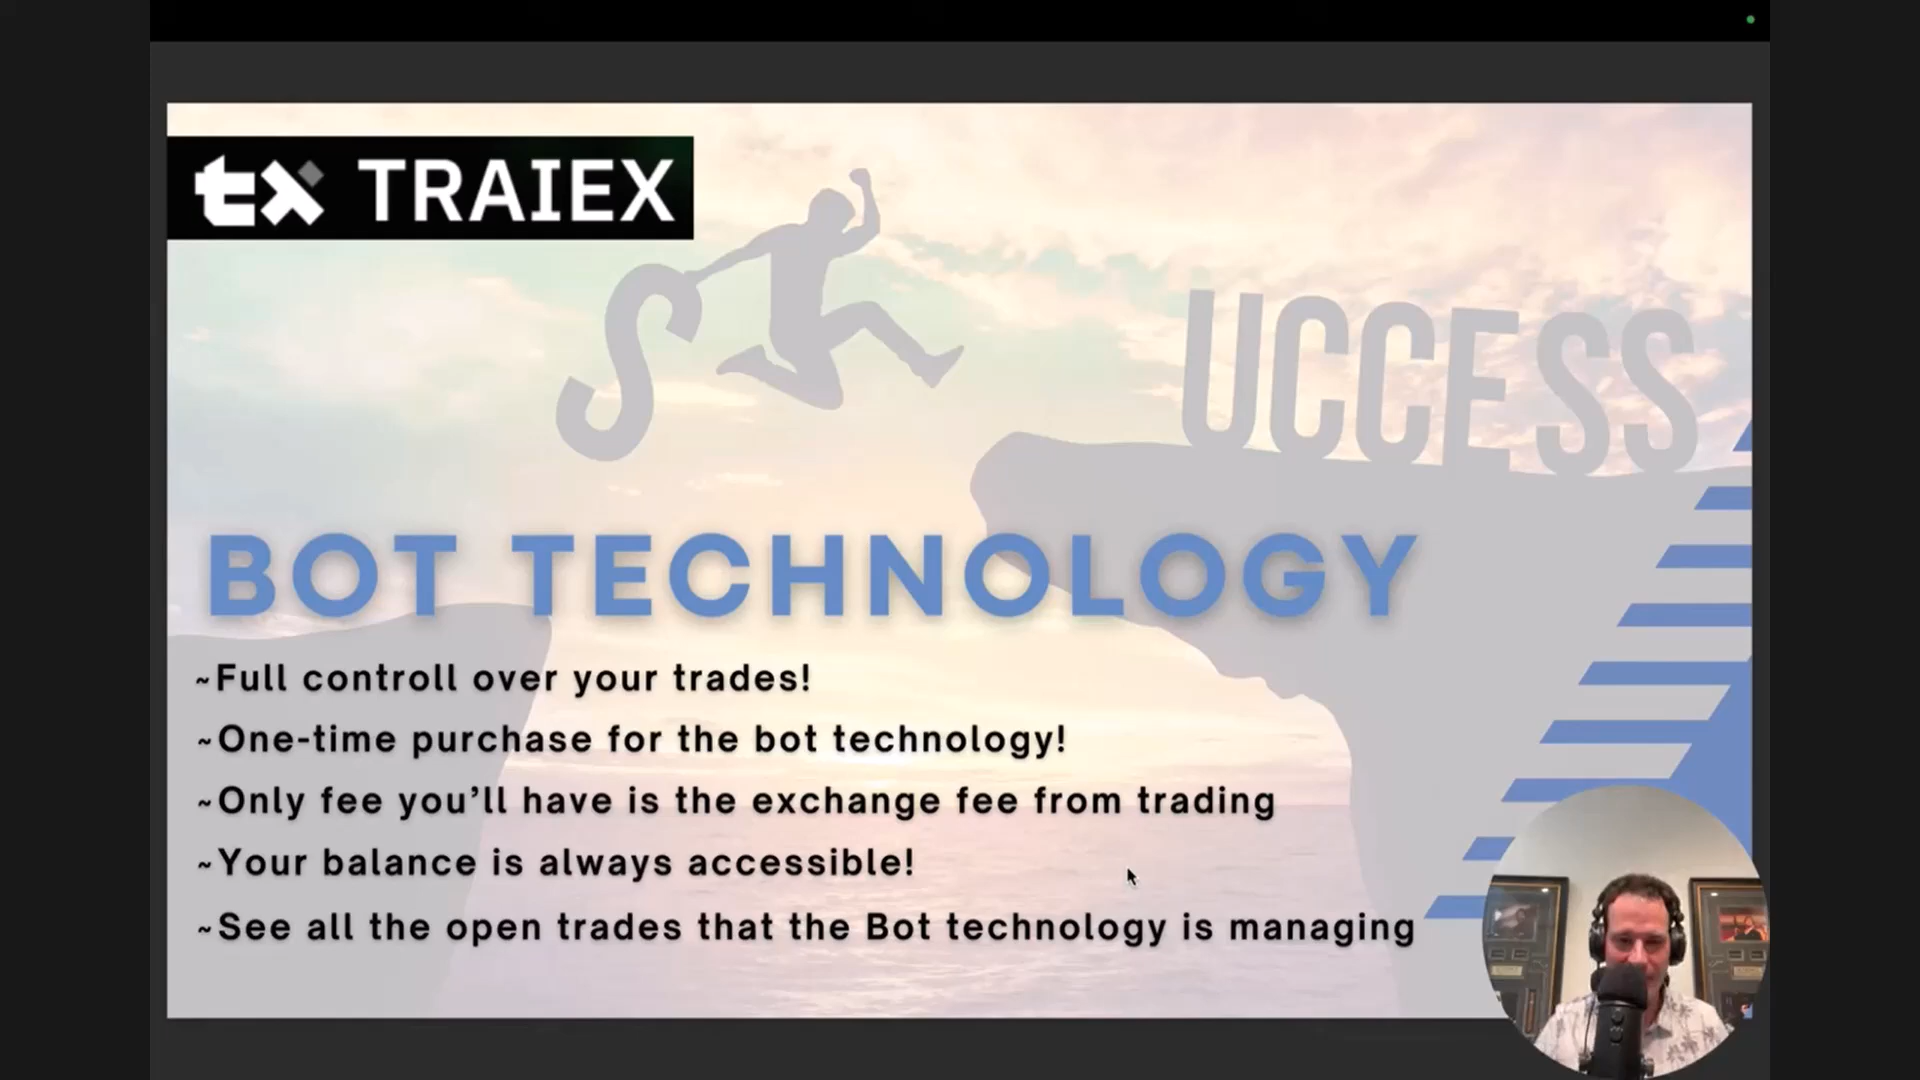 tx TRAIEX
SUCCESS
BOT TECHNOLOGY
~Full controll over your trades!
~One-time purchase for the bot technology!
~Only fee you’ll have is the exchange fee from trading
~Your balance is always accessible!
~See all the open trades that the Bot technology is managing